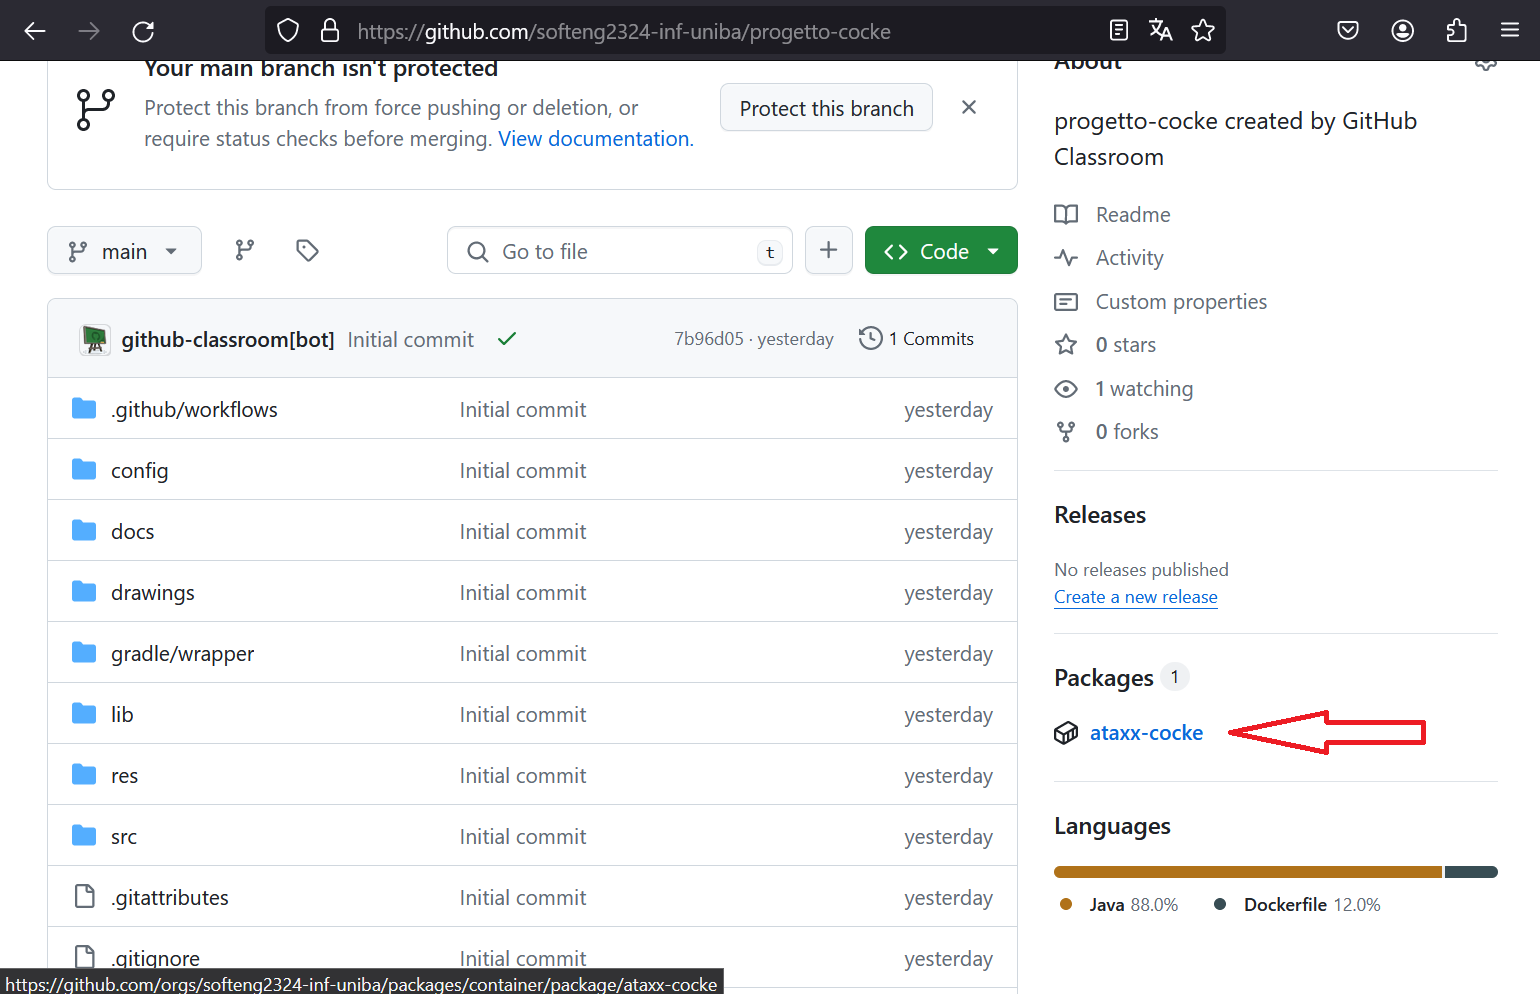 https://github.com/softeng2324-inf-uniba/progetto-cocke
Your main branch isn't protected
Protect this branch from force pushing or deletion, or
require status checks before merging. View documentation.
Protect this branch
main
Go to file
t
Code
github-classroom[bot] Initial commit
7b96d05 · yesterday
1 Commits
.github/workflows Initial commit yesterday
config Initial commit yesterday
docs Initial commit yesterday
drawings Initial commit yesterday
gradle/wrapper Initial commit yesterday
lib Initial commit yesterday
res Initial commit yesterday
src Initial commit yesterday
.gitattributes Initial commit yesterday
.gitignore Initial commit yesterday
About
progetto-cocke created by GitHub
Classroom
Readme
Activity
Custom properties
0 stars
1 watching
0 forks
Releases
No releases published
Create a new release
Packages 1
ataxx-cocke
Languages
Java 88.0%
Dockerfile 12.0%
https://github.com/orgs/softeng2324-inf-uniba/packages/container/package/ataxx-cocke